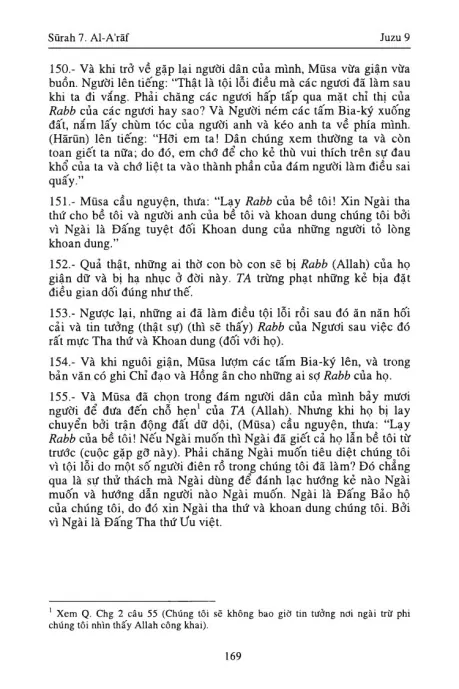 Sūrah 7. Al-A'rāf Juzu 9
150.- Và khi trở về gặp lại người dân của mình, Mūsa vừa giận vừa
buồn. Người lên tiếng: “Thật là tội lỗi điều mà các ngươi đã làm sau
khi ta đi vắng. Phải chăng các ngươi hấp tấp qua mặt chỉ thị của
Rabb của các ngươi hay sao? Và Người ném các tấm Bia-ký xuống
đất, nắm lấy chùm tóc của người anh và kéo anh ta về phía mình.
(Hārūn) lên tiếng: “Hỡi em ta! Dân chúng xem thường ta và còn
toan giết ta nữa; do đó, em chớ để cho kẻ thù vui thích trên sự đau
khổ của ta và chớ liệt ta vào thành phần của đám người làm điều sai
quấy.”
151.- Mūsa cầu nguyện, thưa: “Lạy Rabb của bề tôi! Xin Ngài tha
thứ cho bề tôi và người anh của bề tôi và khoan dung chúng tôi bởi
vì Ngài là Đấng tuyệt đối Khoan dung của những người tỏ lòng
khoan dung.”
152.- Quả thật, những ai thờ con bò con sẽ bị Rabb (Allah) của họ
giận dữ và bị hạ nhục ở đời này. TA trừng phạt những kẻ bịa đặt
điều gian dối đúng như thế.
153.- Ngược lại, những ai đã làm điều tội lỗi rồi sau đó ăn năn hối
cải và tin tưởng (thật sự) (thì sẽ thấy) Rabb của Ngươi sau việc đó
rất mực Tha thứ và Khoan dung (đối với họ).
154.- Và khi nguôi giận, Mūsa lượm các tấm Bia-ký lên, và trong
bản văn có ghi Chỉ đạo và Hồng ân cho những ai sợ Rabb của họ.
155.- Và Mūsa đã chọn trong đám người dân của mình bảy mươi
người để đưa đến chỗ hẹn¹ của TA (Allah). Nhưng khi họ bị lay
chuyển bởi trận động đất dữ dội, (Mūsa) cầu nguyện, thưa: “Lạy
Rabb của bề tôi! Nếu Ngài muốn thì Ngài đã giết cả họ lẫn bề tôi từ
trước (cuộc gặp gỡ này). Phải chăng Ngài muốn tiêu diệt chúng tôi
vì tội lỗi do một số người điên rồ trong chúng tôi đã làm? Đó chẳng
qua là sự thử thách mà Ngài dùng để đánh lạc hướng kẻ nào Ngài
muốn và hướng dẫn người nào Ngài muốn. Ngài là Đấng Bảo hộ
của chúng tôi, do đó xin Ngài tha thứ và khoan dung chúng tôi. Bởi
vì Ngài là Đấng Tha thứ Ưu việt.
¹ Xem Q. Chg 2 câu 55 (Chúng tôi sẽ không bao giờ tin tưởng nơi ngài trừ phi
chúng tôi nhìn thấy Allah công khai).
169